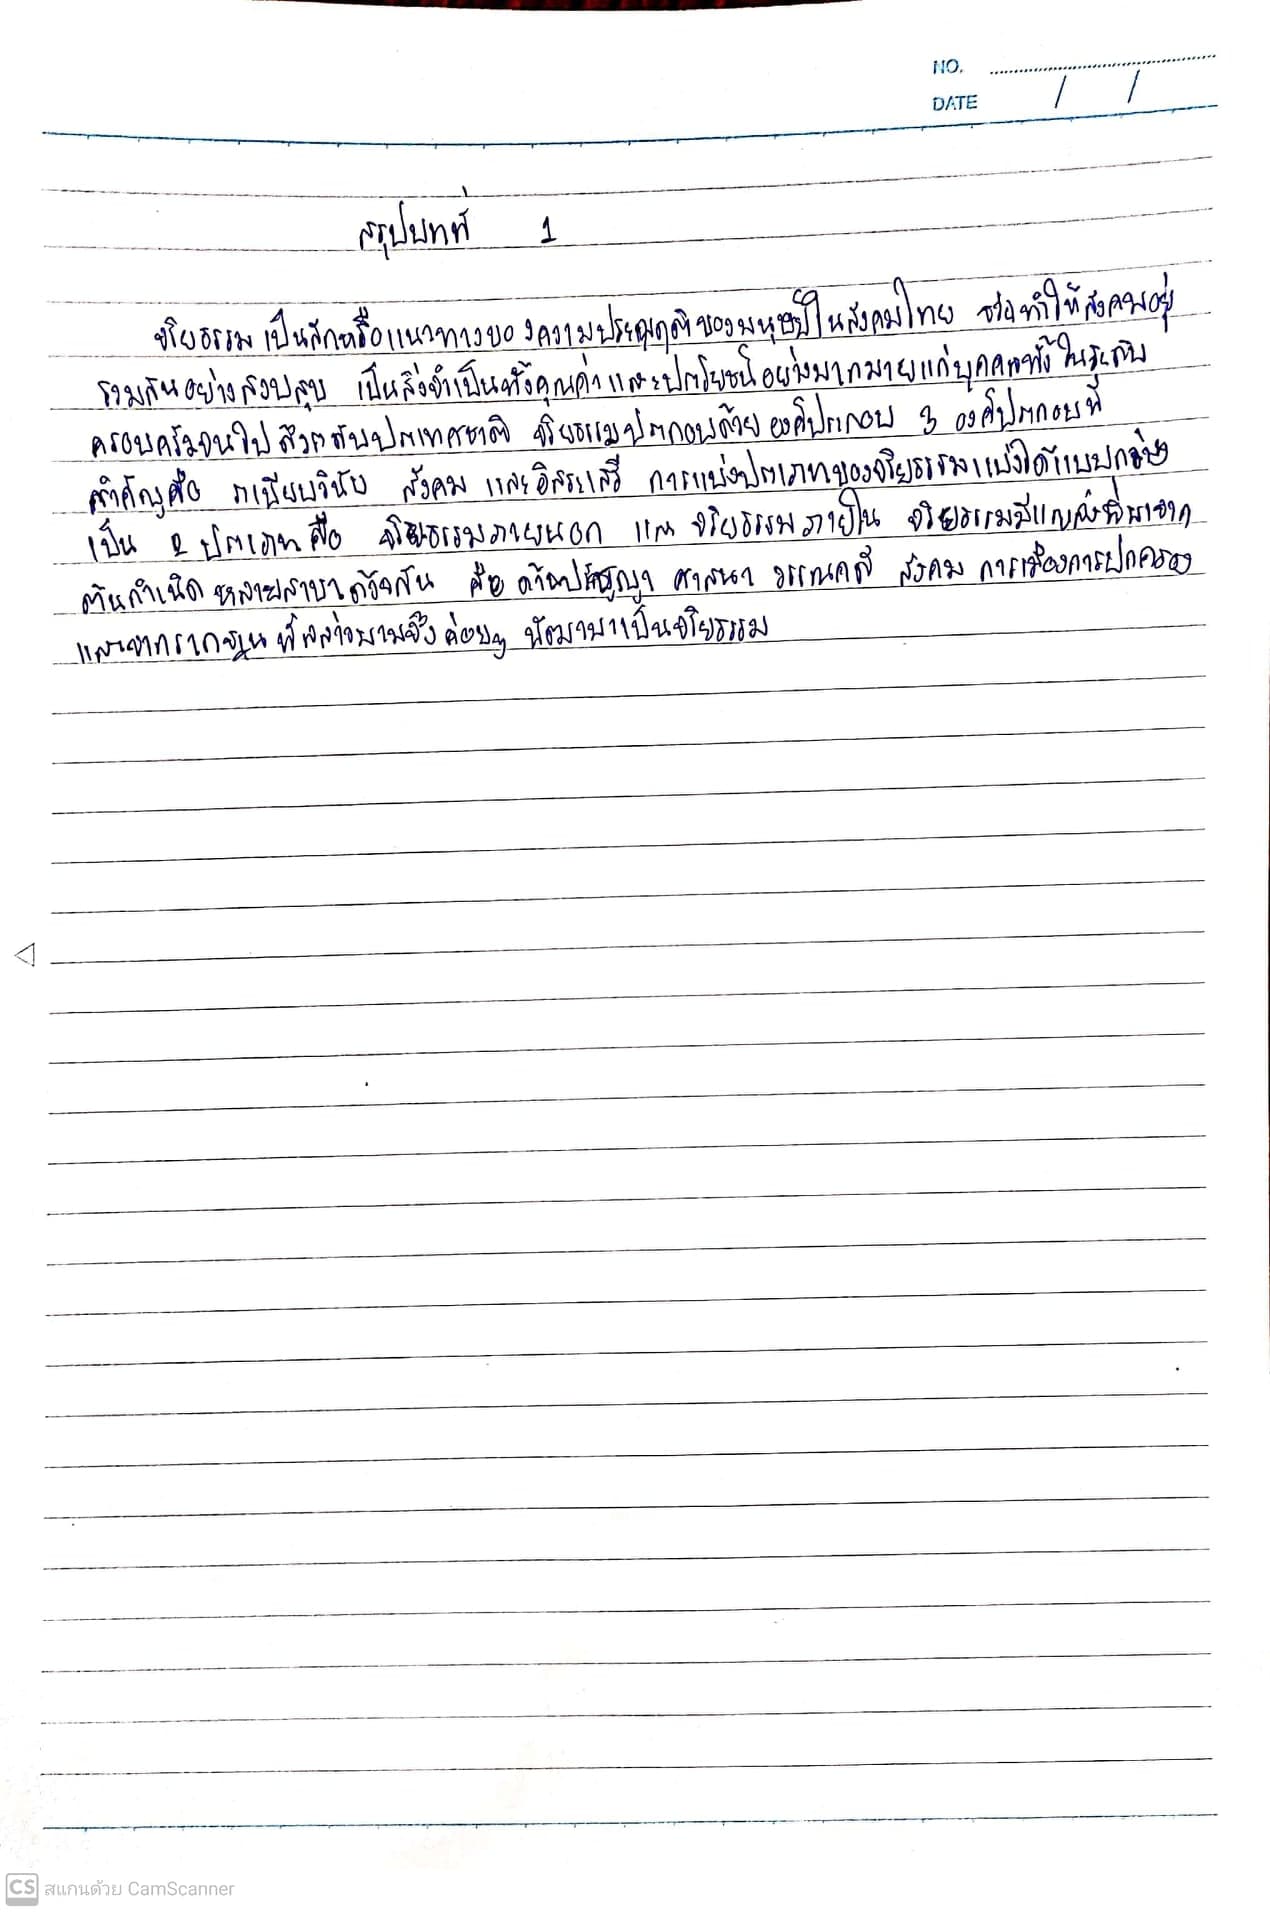 NO.
DATE / /
สรุปบทที่ 1
จริยธรรม เป็นหลักหรือแนวทางของความประพฤติของมนุษย์ในสังคมไทย ช่วยทำให้สังคมอยู่
รวมกันอย่างสงบสุข เป็นสิ่งจำเป็นทั้งคุณค่า และประโยชน์อย่างมากมายแก่บุคคลทั้งในระดับ
ครอบครัวจนไปถึงระดับประเทศชาติ จริยธรรมประกอบด้วย องค์ประกอบ 3 องค์ประกอบที่
สำคัญคือ ระเบียบวินัย สังคม และอิสระเสรี การแบ่งประเภทของจริยธรรมแบ่งได้แบบกว้างๆ
เป็น 2 ประเภท คือ จริยธรรมภายนอก และ จริยธรรมภายใน จริยธรรมมีแหล่งที่มาจาก
ต้นกำเนิด หลายสาขาด้วยกัน คือ ด้านปรัชญา ศาสนา วรรณคดี สังคม การเมืองการปกครอง
และจากรากฐาน ที่กล่าวมานี้จึง ค่อยๆ พัฒนามาเป็นจริยธรรม
CS สแกนด้วย CamScanner